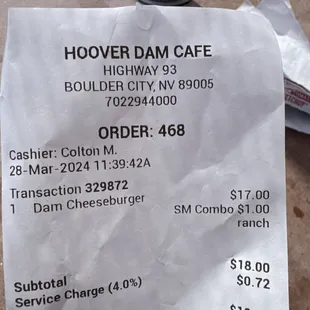 HOOVER DAM CAFE
HIGHWAY 93
BOULDER CITY, NV 89005
7022944000
ORDER: 468
Cashier: Colton M.
28-Mar-2024 11:39:42A
Transaction 329872
1 Dam Cheeseburger $17.00
SM Combo $1.00
ranch
Subtotal $18.00
Service Charge (4.0%) $0.72